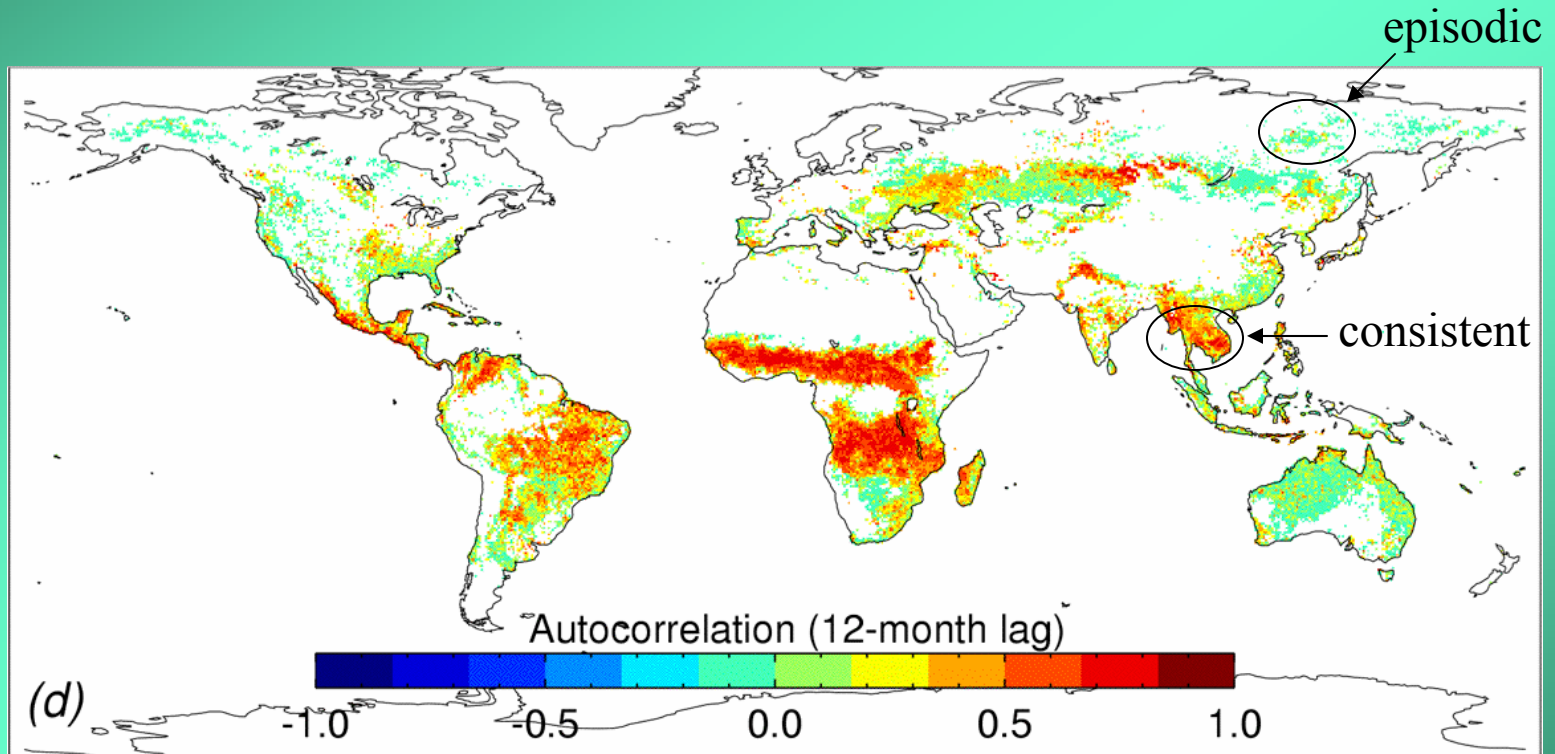 episodic
consistent
Autocorrelation (12-month lag)
(d)
-1.0 -0.5 0.0 0.5 1.0